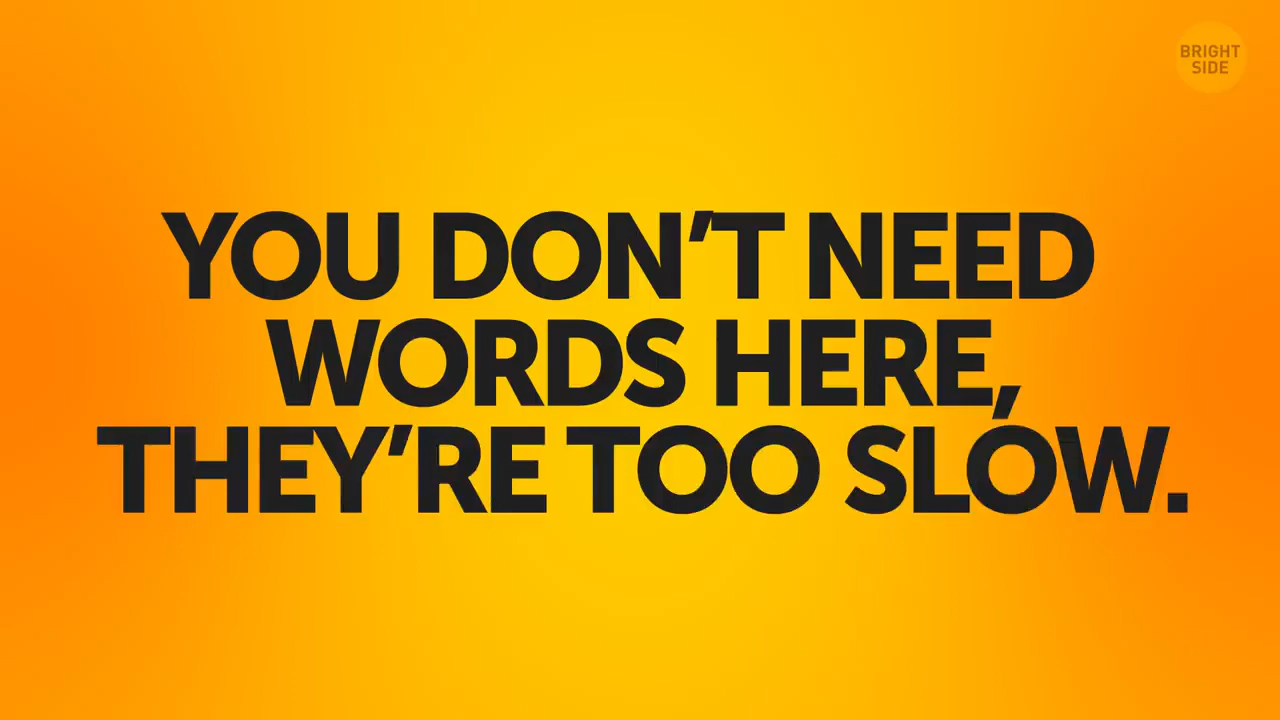 BRIGHT
SIDE
YOU DON'T NEED
WORDS HERE,
THEY'RE TOO SLOW.